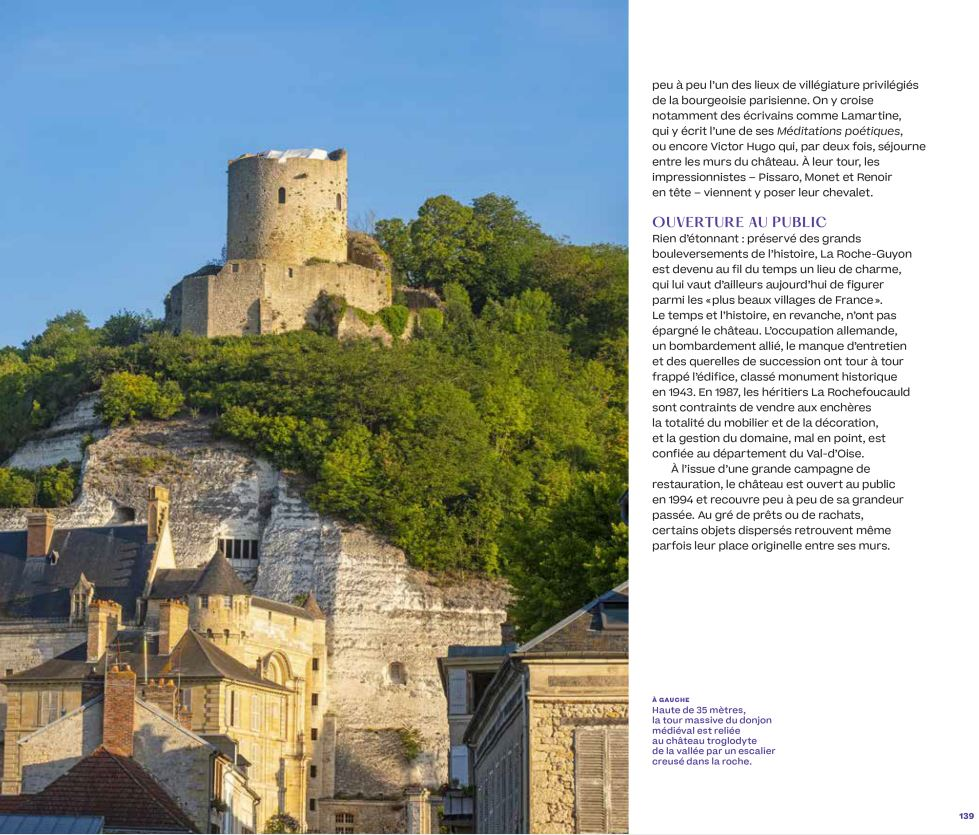 peu à peu l'un des lieux de villégiature privilégiés
de la bourgeoisie parisienne. On y croise
notamment des écrivains comme Lamartine,
qui y écrit l'une de ses Méditations poétiques,
ou encore Victor Hugo qui, par deux fois, séjourne
entre les murs du château. À leur tour, les
impressionnistes – Pissaro, Monet et Renoir
en tête – viennent y poser leur chevalet.
OUVERTURE AU PUBLIC
Rien d'étonnant : préservé des grands
bouleversements de l'histoire, La Roche-Guyon
est devenu au fil du temps un lieu de charme,
qui lui vaut d'ailleurs aujourd'hui de figurer
parmi les «plus beaux villages de France».
Le temps et l'histoire, en revanche, n'ont pas
épargné le château. L'occupation allemande,
un bombardement allié, le manque d'entretien
et des querelles de succession ont tour à tour
frappé l'édifice, classé monument historique
en 1943. En 1987, les héritiers La Rochefoucauld
sont contraints de vendre aux enchères
la totalité du mobilier et de la décoration,
et la gestion du domaine, mal en point, est
confiée au département du Val-d'Oise.
À l'issue d'une grande campagne de
restauration, le château est ouvert au public
en 1994 et recouvre peu à peu de sa grandeur
passée. Au gré de prêts ou de rachats,
certains objets dispersés retrouvent même
parfois leur place originelle entre ses murs.
À GAUCHE
Haute de 35 mètres,
la tour massive du donjon
médiéval est reliée
au château troglodyte
de la vallée par un escalier
creusé dans la roche.
139